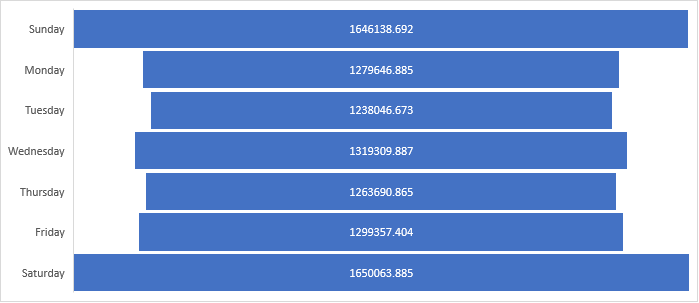 Sunday 1646138.692
Monday 1279646.885
Tuesday 1238046.673
Wednesday 1319309.887
Thursday 1263690.865
Friday 1299357.404
Saturday 1650063.885